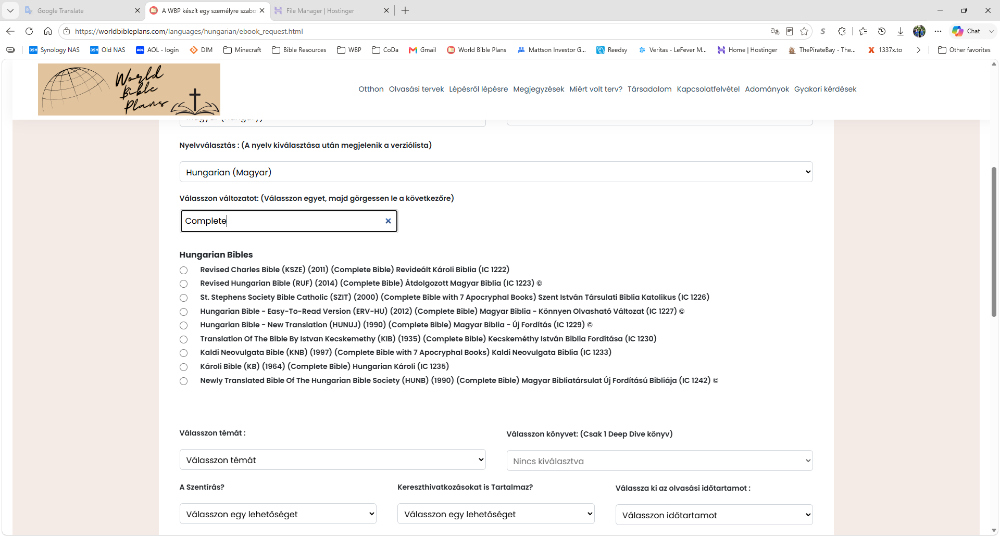 Google Translate
A WBP készít egy személyre szabo
File Manager | Hostinger
https://worldbibleplans.com/languages/hungarian/ebook_request.html
Chat
Synology NAS
Old NAS
AOL - login
DIM
Minecraft
Bible Resources
WBP
CoDa
Gmail
World Bible Plans
Mattson Investor G...
Reedsy
Veritas - LeFever M...
Home | Hostinger
ThePirateBay - The...
1337x.to
Other favorites
World
Bible
Plans
Otthon
Olvasási tervek
Lépésről lépésre
Megjegyzések
Miért volt terv?
Társadalom
Kapcsolatfelvétel
Adományok
Gyakori kérdések
Magyar (Hungary)
Nyelvválasztás : (A nyelv kiválasztása után megjelenik a verziólista)
Hungarian (Magyar)
Válasszon változatot: (Válasszon egyet, majd görgessen le a következőre)
Complete
Hungarian Bibles
Revised Charles Bible (KSZE) (2011) (Complete Bible) Revideált Károli Biblia (IC 1222)
Revised Hungarian Bible (RUF) (2014) (Complete Bible) Átdolgozott Magyar Biblia (IC 1223) ©
St. Stephens Society Bible Catholic (SZIT) (2000) (Complete Bible with 7 Apocryphal Books) Szent István Társulati Biblia Katolikus (IC 1226)
Hungarian Bible - Easy-To-Read Version (ERV-HU) (2012) (Complete Bible) Magyar Biblia - Könnyen Olvasható Változat (IC 1227) ©
Hungarian Bible - New Translation (HUNUJ) (1990) (Complete Bible) Magyar Biblia - Új Fordítás (IC 1229) ©
Translation Of The Bible By Istvan Kecskemethy (KIB) (1935) (Complete Bible) Kecskeméthy István Biblia Fordítása (IC 1230)
Kaldi Neovulgata Bible (KNB) (1997) (Complete Bible with 7 Apocryphal Books) Kaldi Neovulgata Biblia (IC 1233)
Károli Bible (KB) (1964) (Complete Bible) Hungarian Károli (IC 1235)
Newly Translated Bible Of The Hungarian Bible Society (HUNB) (1990) (Complete Bible) Magyar Bibliatársulat Új Fordítású Bibliája (IC 1242) ©
Válasszon témát :
Válasszon könyvet: (Csak 1 Deep Dive könyv)
Válasszon témát
Nincs kiválasztva
A Szentírás?
Kereszthivatkozásokat is Tartalmaz?
Válassza ki az olvasási időtartamot :
Válasszon egy lehetőséget
Válasszon egy lehetőséget
Válasszon időtartamot